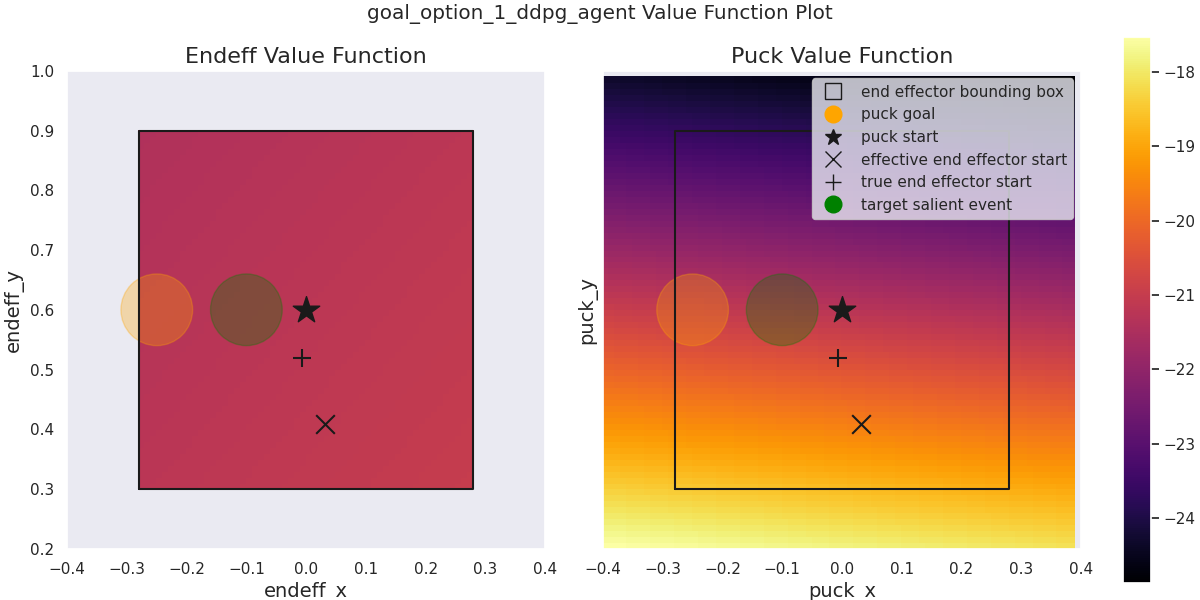 goal_option_1_ddpg_agent Value Function Plot
Endeff Value Function
1.0
0.9
0.8
0.7
0.6
0.5
0.4
0.3
0.2
endeff_y
−0.4 −0.3 −0.2 −0.1 0.0 0.1 0.2 0.3 0.4
endeff_x
Puck Value Function
end effector bounding box
puck goal
puck start
effective end effector start
true end effector start
target salient event
puck_y
−0.4 −0.3 −0.2 −0.1 0.0 0.1 0.2 0.3 0.4
puck_x
−18
−19
−20
−21
−22
−23
−24